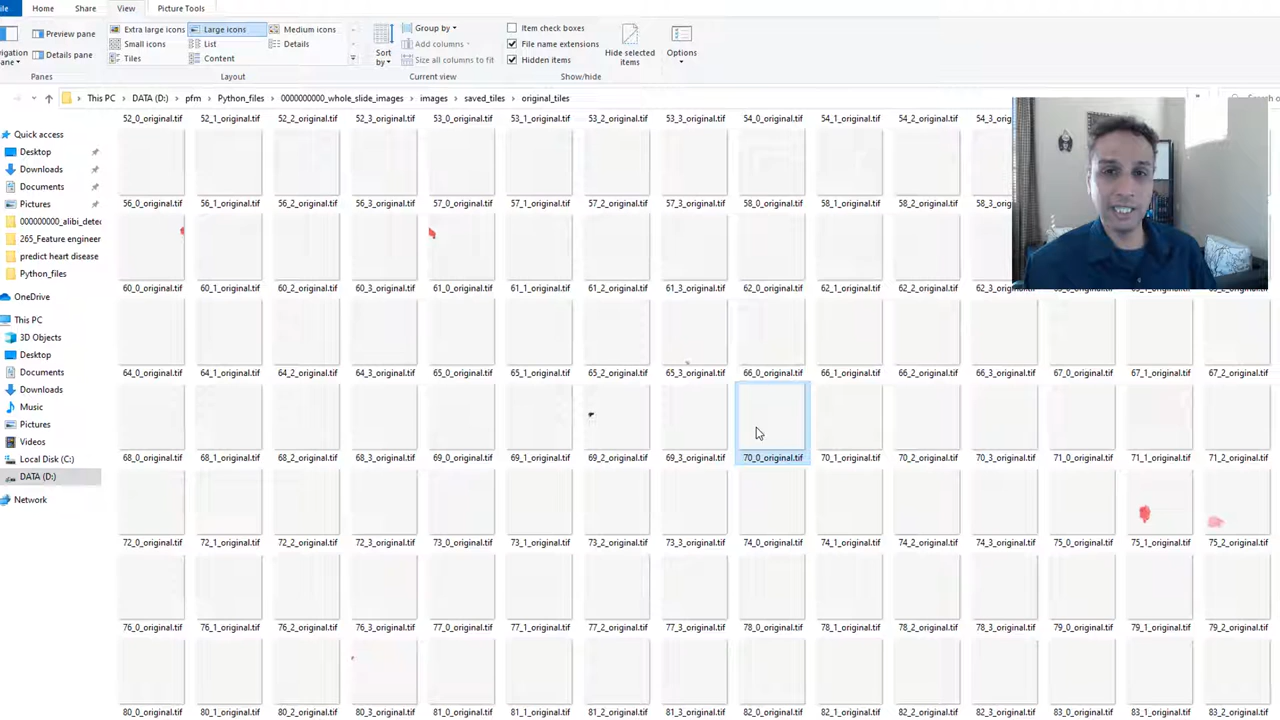 ile Home Share View Picture Tools
vigation pane
Preview pane
Details pane
Panes
Extra large icons Large icons Medium icons
Small icons List Details
Tiles Content
Layout
Sort by
Group by
Add columns
Size all columns to fit
Current view
Item check boxes
File name extensions
Hidden items
Hide selected items
Show/hide
Options
This PC > DATA (D:) > pfm > Python_files > 0000000000_whole_slide_images > images > saved_tiles > original_tiles
Quick access
Desktop
Downloads
Documents
Pictures
000000000_alibi_detec
265_Feature engineer
predict heart disease
Python_files
OneDrive
This PC
3D Objects
Desktop
Documents
Downloads
Music
Pictures
Videos
Local Disk (C:)
DATA (D:)
Network
52_0_original.tif 52_1_original.tif 52_2_original.tif 52_3_original.tif 53_0_original.tif 53_1_original.tif 53_2_original.tif 53_3_original.tif 54_0_original.tif 54_1_original.tif 54_2_original.tif 54_3_
56_0_original.tif 56_1_original.tif 56_2_original.tif 56_3_original.tif 57_0_original.tif 57_1_original.tif 57_2_original.tif 57_3_original.tif 58_0_original.tif 58_1_original.tif 58_2_original.tif
60_0_original.tif 60_1_original.tif 60_2_original.tif 60_3_original.tif 61_0_original.tif 61_1_original.tif 61_2_original.tif 61_3_original.tif 62_0_original.tif 62_1_original.tif 62_2_original.tif
64_0_original.tif 64_1_original.tif 64_2_original.tif 64_3_original.tif 65_0_original.tif 65_1_original.tif 65_2_original.tif 65_3_original.tif 66_0_original.tif 66_1_original.tif 66_2_original.tif 66_3_original.tif 67_0_original.tif 67_1_original.tif 67_2_original.tif
68_0_original.tif 68_1_original.tif 68_2_original.tif 68_3_original.tif 69_0_original.tif 69_1_original.tif 69_2_original.tif 69_3_original.tif 70_0_original.tif 70_1_original.tif 70_2_original.tif 70_3_original.tif 71_0_original.tif 71_1_original.tif 71_2_original.tif
72_0_original.tif 72_1_original.tif 72_2_original.tif 72_3_original.tif 73_0_original.tif 73_1_original.tif 73_2_original.tif 73_3_original.tif 74_0_original.tif 74_1_original.tif 74_2_original.tif 74_3_original.tif 75_0_original.tif 75_1_original.tif 75_2_original.tif
76_0_original.tif 76_1_original.tif 76_2_original.tif 76_3_original.tif 77_0_original.tif 77_1_original.tif 77_2_original.tif 77_3_original.tif 78_0_original.tif 78_1_original.tif 78_2_original.tif 78_3_original.tif 79_0_original.tif 79_1_original.tif 79_2_original.tif
80_0_original.tif 80_1_original.tif 80_2_original.tif 80_3_original.tif 81_0_original.tif 81_1_original.tif 81_2_original.tif 81_3_original.tif 82_0_original.tif 82_1_original.tif 82_2_original.tif 82_3_original.tif 83_0_original.tif 83_1_original.tif 83_2_original.tif